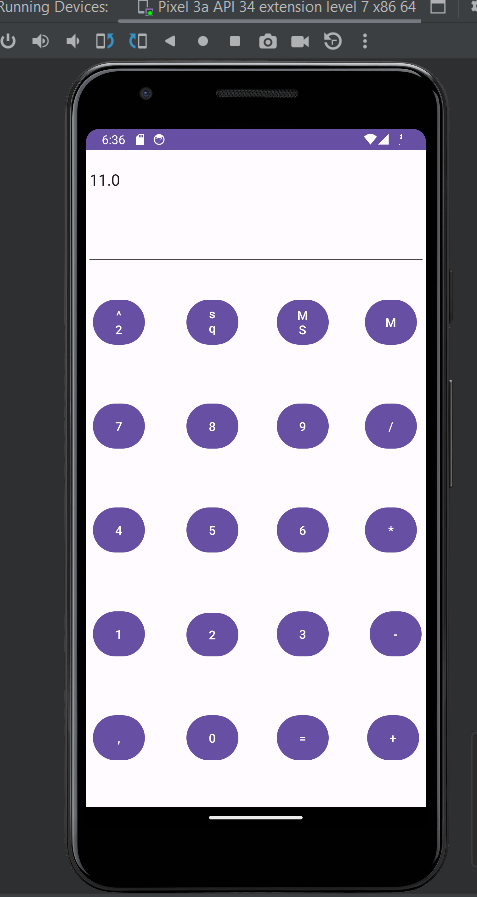 Running Devices: Pixel 3a API 34 extension level 7 x86 64
6:36
11.0
^ s M M
2 q S
7 8 9 /
4 5 6 *
1 2 3 -
, 0 = +